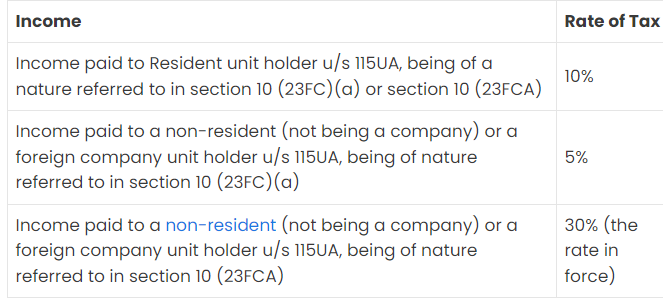 Income Rate of Tax
Income paid to Resident unit holder u/s 115UA, being of a
nature referred to in section 10 (23FC)(a) or section 10 (23FCA)
10%
Income paid to a non-resident (not being a company) or a
foreign company unit holder u/s 115UA, being of nature
referred to in section 10 (23FC)(a)
5%
Income paid to a non-resident (not being a company) or a
foreign company unit holder u/s 115UA, being of nature
referred to in section 10 (23FCA)
30% (the
rate in
force)